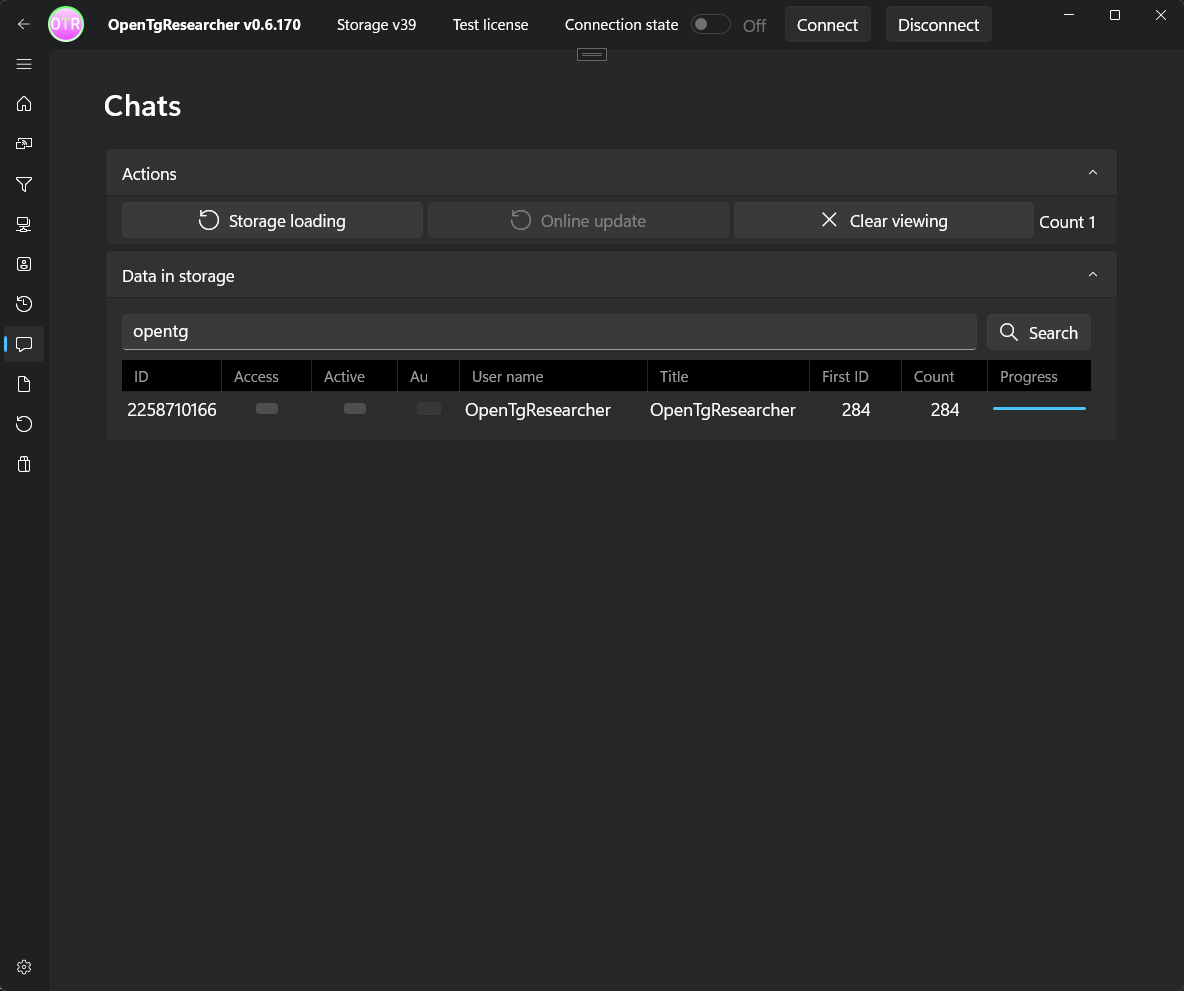 OTR OpenTgResearcher v0.6.170 Storage v39 Test license Connection state Off Connect Disconnect
Chats
Actions
Storage loading Online update Clear viewing Count 1
Data in storage
opentg Search
ID Access Active Au User name Title First ID Count Progress
2258710166 OpenTgResearcher OpenTgResearcher 284 284